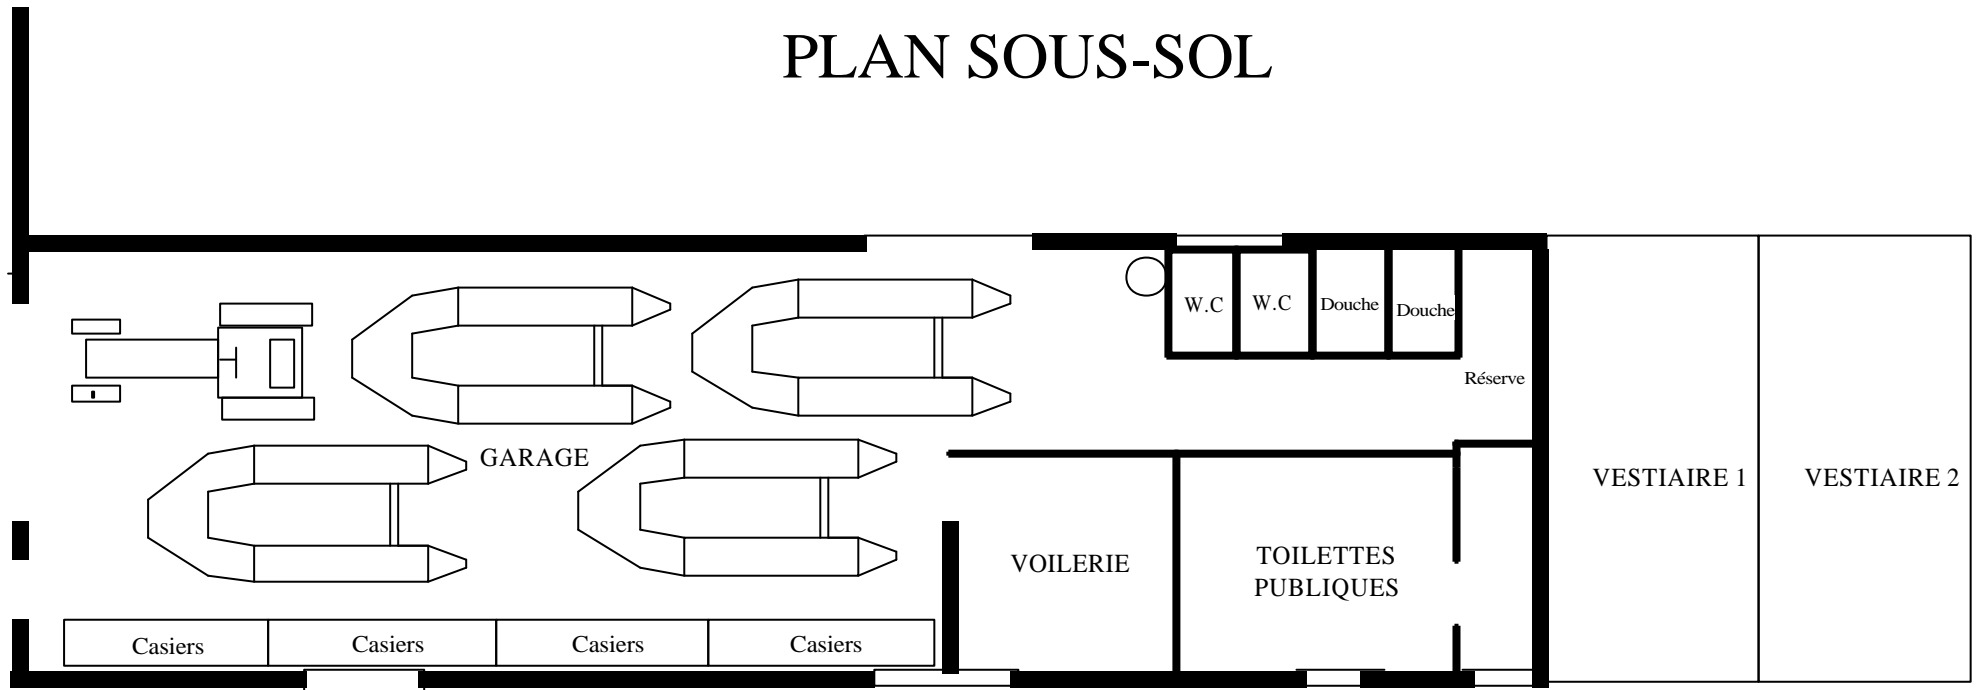 PLAN SOUS-SOL
W.C
W.C
Douche
Douche
Réserve
GARAGE
VESTIAIRE 1
VESTIAIRE 2
VOILERIE
TOILETTES
PUBLIQUES
Casiers
Casiers
Casiers
Casiers